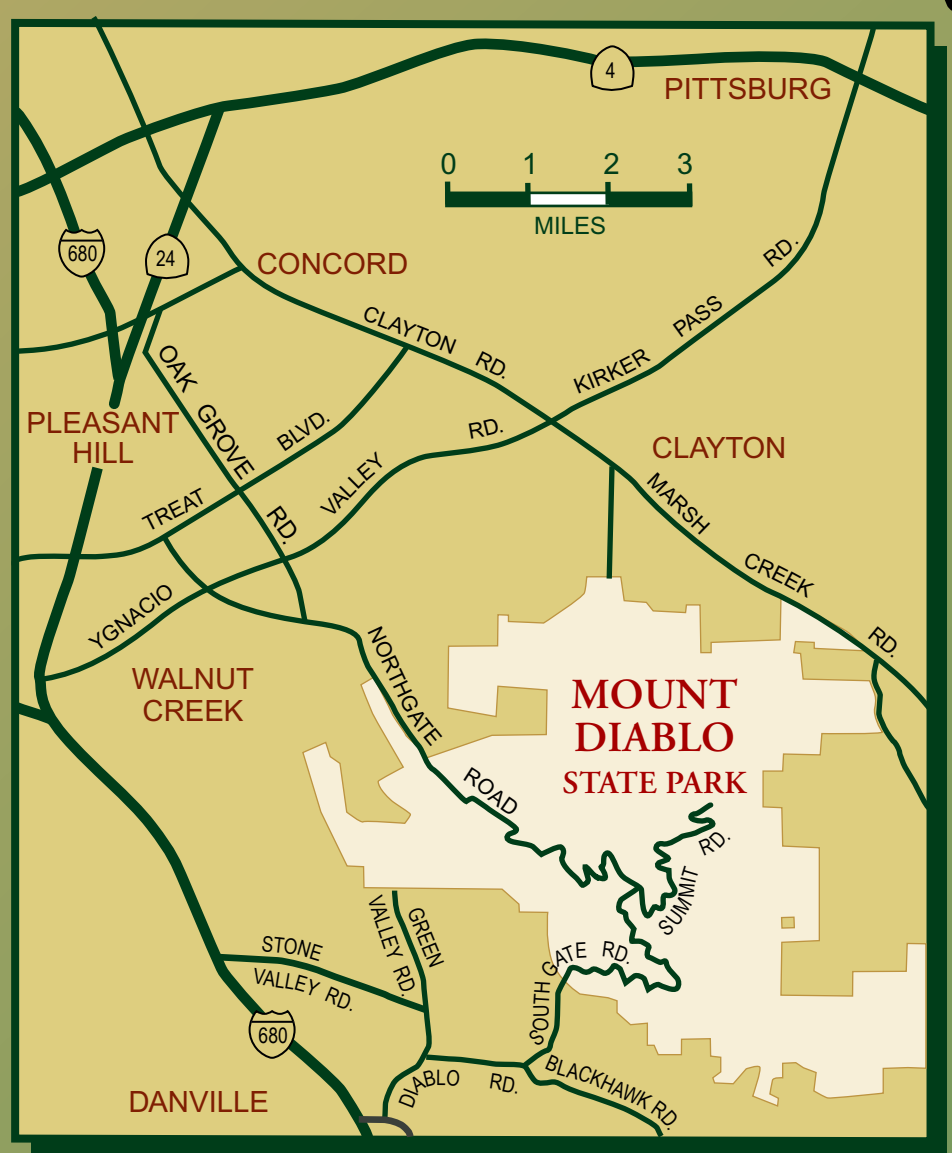 4
PITTSBURG
0 1 2 3
MILES
680
24
CONCORD
CLAYTON RD.
KIRKER PASS RD.
OAK GROVE RD.
PLEASANT
HILL
TREAT BLVD.
YGNACIO VALLEY RD.
CLAYTON
MARSH CREEK RD.
WALNUT
CREEK
NORTHGATE ROAD
MOUNT
DIABLO
STATE PARK
SUMMIT RD.
GREEN
VALLEY RD.
STONE
VALLEY RD.
SOUTH GATE RD.
680
DIABLO RD.
BLACKHAWK RD.
DANVILLE